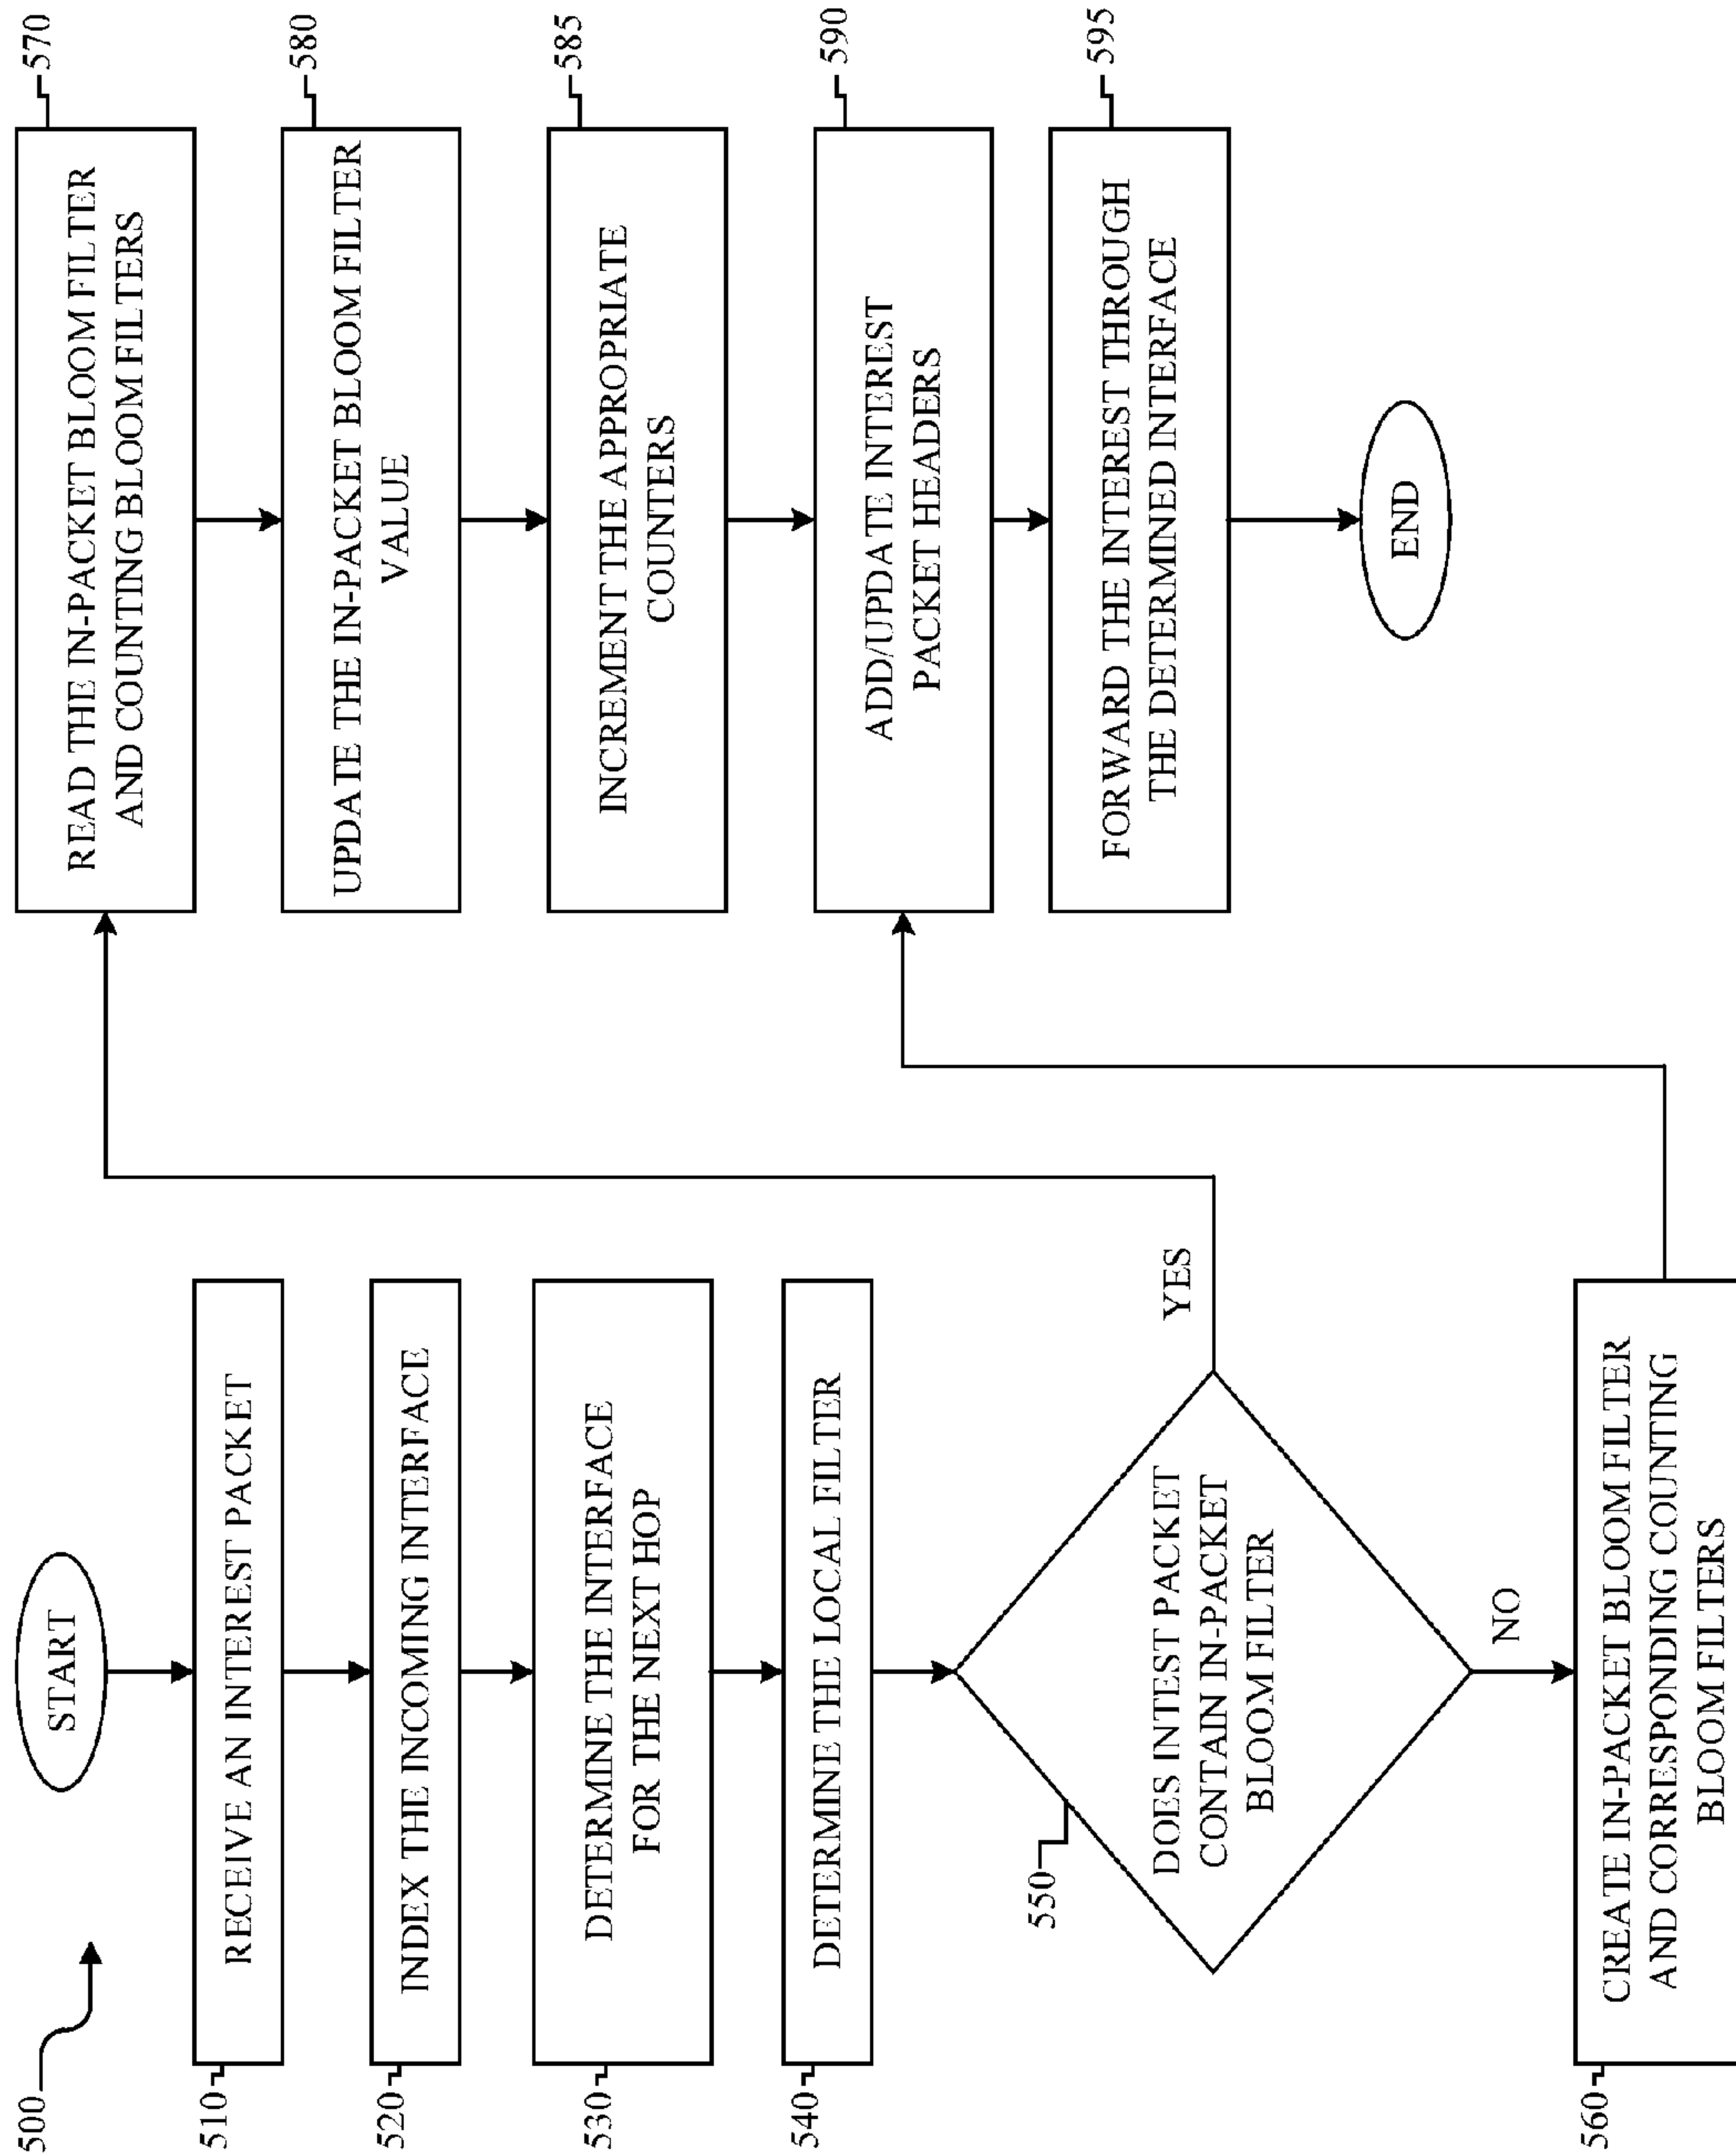 500
START
510
RECEIVE AN INTEREST PACKET
520
INDEX THE INCOMING INTERFACE
530
DETERMINE THE INTERFACE
FOR THE NEXT HOP
540
DETERMINE THE LOCAL FILTER
550
DOES INTEST PACKET
CONTAIN IN-PACKET
BLOOM FILTER
YES
NO
560
CREATE IN-PACKET BLOOM FILTER
AND CORRESPONDING COUNTING
BLOOM FILTERS
570
READ THE IN-PACKET BLOOM FILTER
AND COUNTING BLOOM FILTERS
580
UPDATE THE IN-PACKET BLOOM FILTER
VALUE
585
INCREMENT THE APPROPRIATE
COUNTERS
590
ADD/UPDATE INTEREST
PACKET HEADERS
595
FORWARD THE INTEREST THROUGH
THE DETERMINED INTERFACE
END